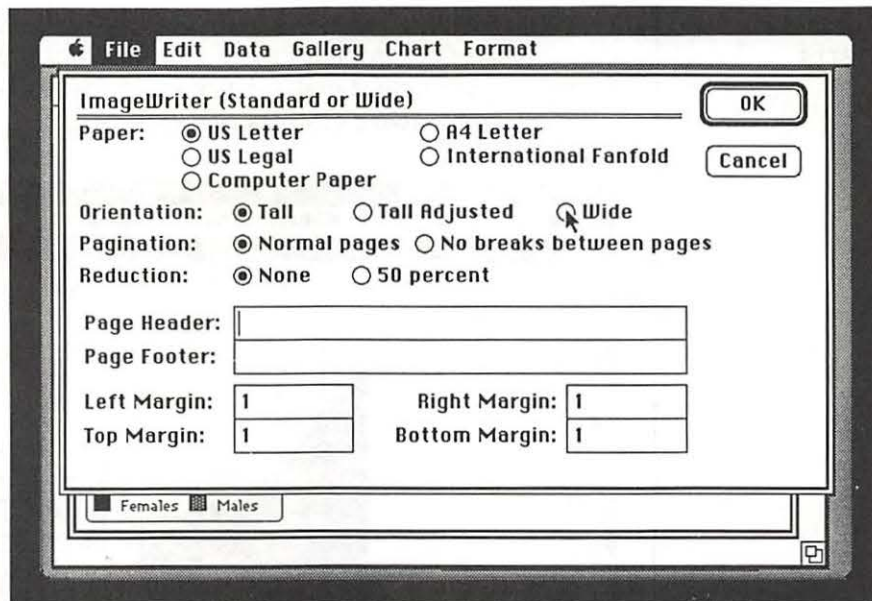 File Edit Data Gallery Chart Format
ImageWriter (Standard or Wide)
OK
Paper: US Letter A4 Letter
US Legal International Fanfold
Cancel
Computer Paper
Orientation: Tall Tall Adjusted Wide
Pagination: Normal pages No breaks between pages
Reduction: None 50 percent
Page Header:
Page Footer:
Left Margin: 1 Right Margin: 1
Top Margin: 1 Bottom Margin: 1
Females Males